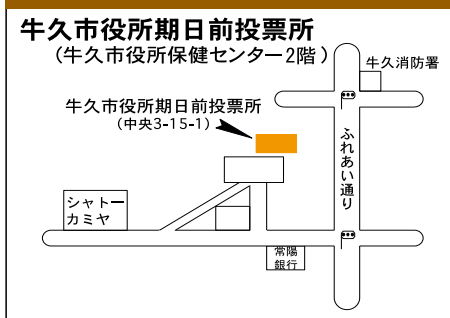 牛久市役所期日前投票所
(牛久市役所保健センター2階)
牛久消防署
牛久市役所期日前投票所
(中央3-15-1)
ふれあい通り
シャトー
カミヤ
常陽
銀行